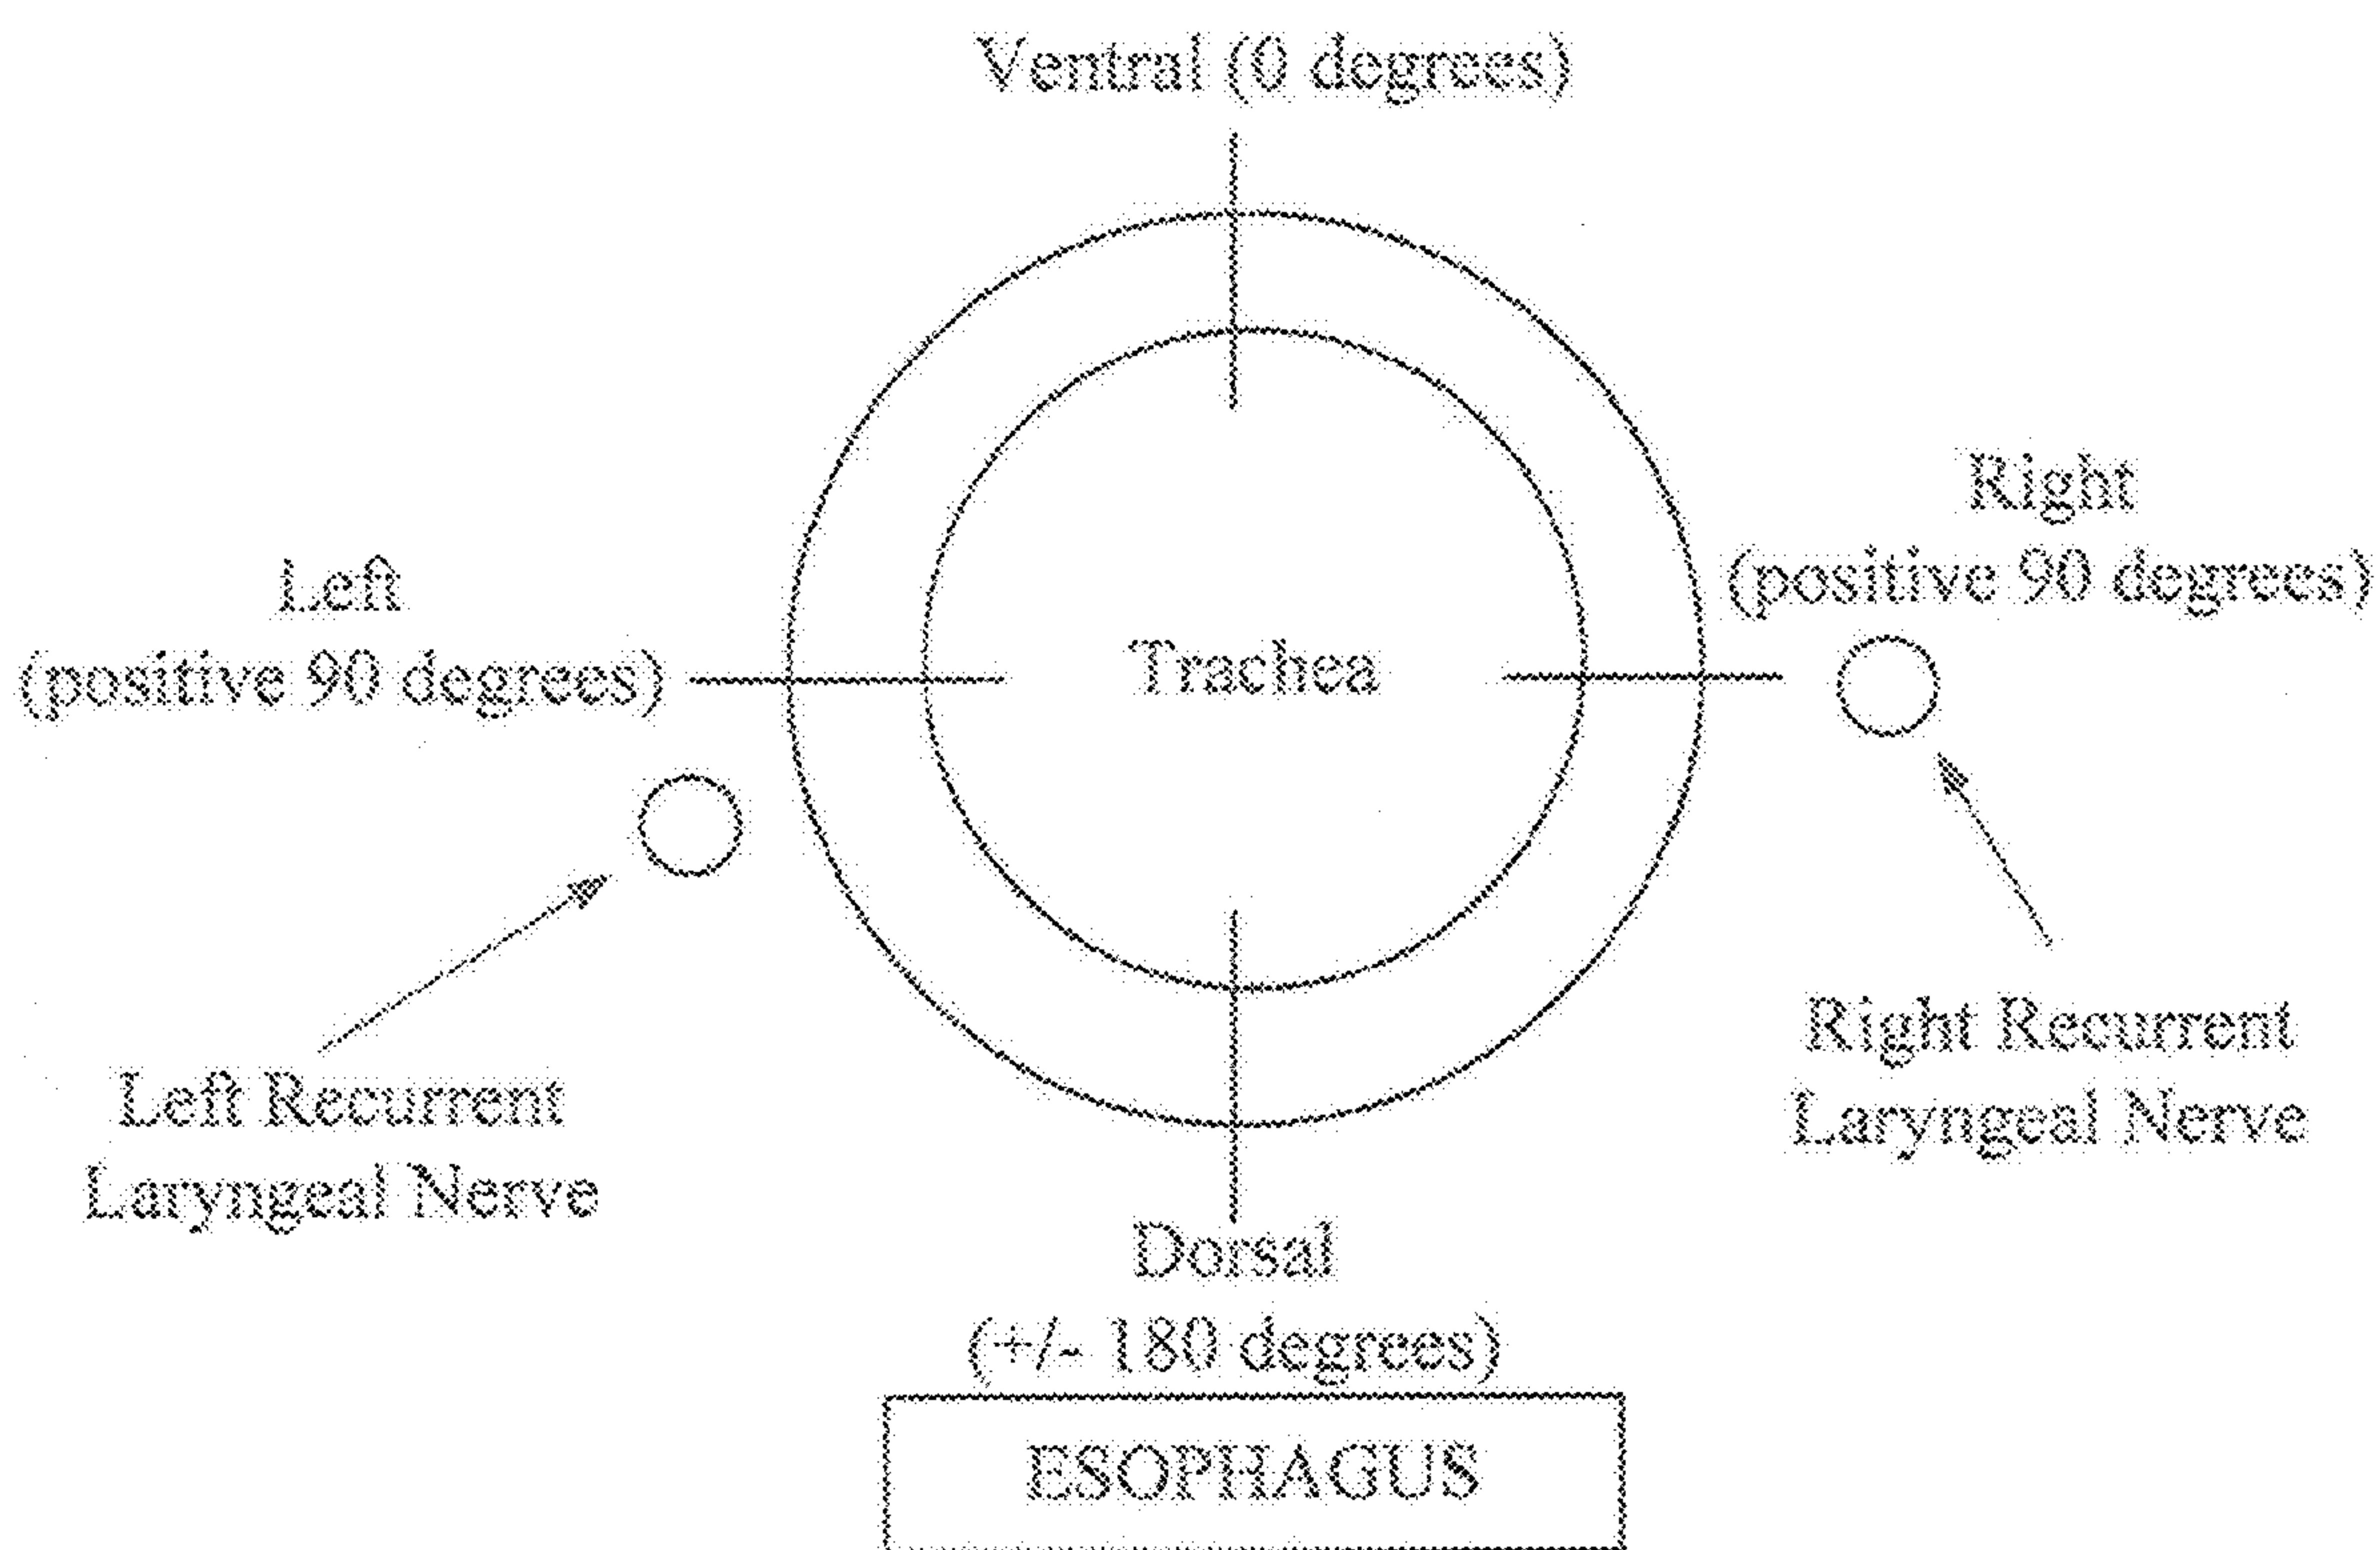 Ventral (0 degrees)
Right
(positive 90 degrees)
Left
(positive 90 degrees)
Trachea
Right Recurrent
Laryngeal Nerve
Left Recurrent
Laryngeal Nerve
Dorsal
(+/- 180 degrees)
ESOPHAGUS